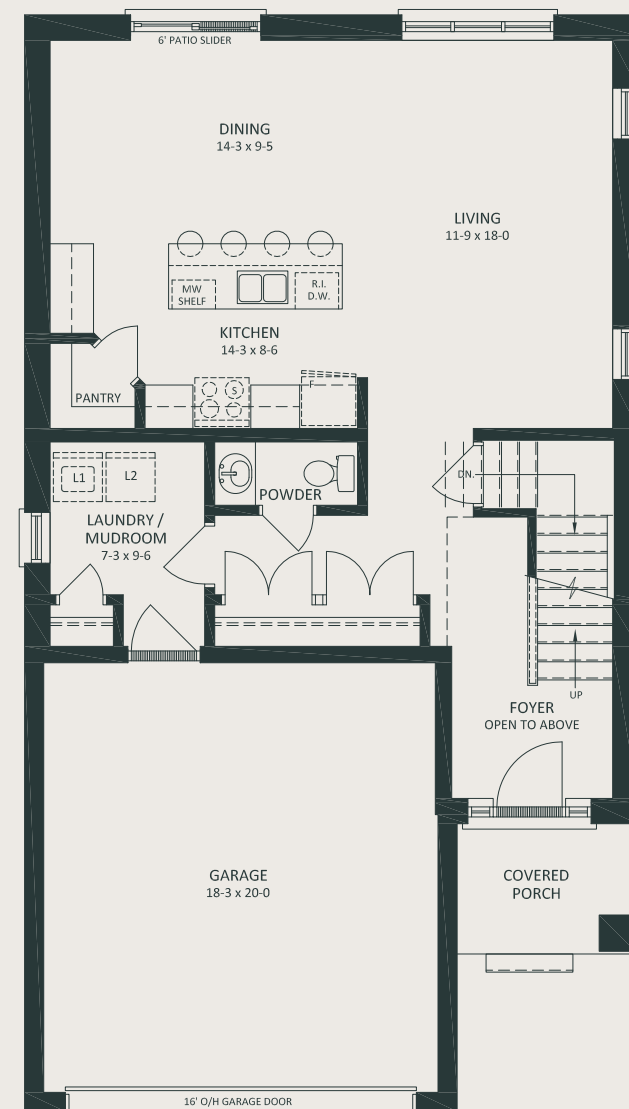 6' PATIO SLIDER
DINING
14-3 x 9-5
LIVING
11-9 x 18-0
MW
SHELF
R.I.
D.W.
KITCHEN
14-3 x 8-6
S
F
PANTRY
L1
L2
POWDER
DN.
LAUNDRY /
MUDROOM
7-3 x 9-6
UP
FOYER
OPEN TO ABOVE
GARAGE
18-3 x 20-0
COVERED
PORCH
16' O/H GARAGE DOOR